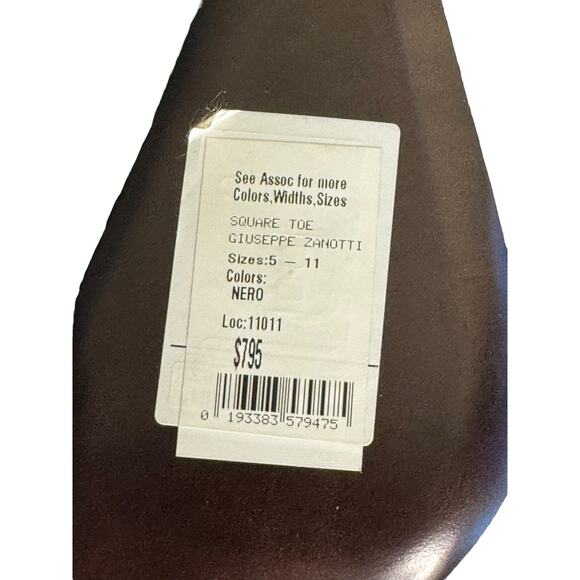 See Assoc for more
Colors,Widths,Sizes
SQUARE TOE
GIUSEPPE ZANOTTI
Sizes:5 - 11
Colors:
NERO
Loc:11011
$795
0 193383 579475